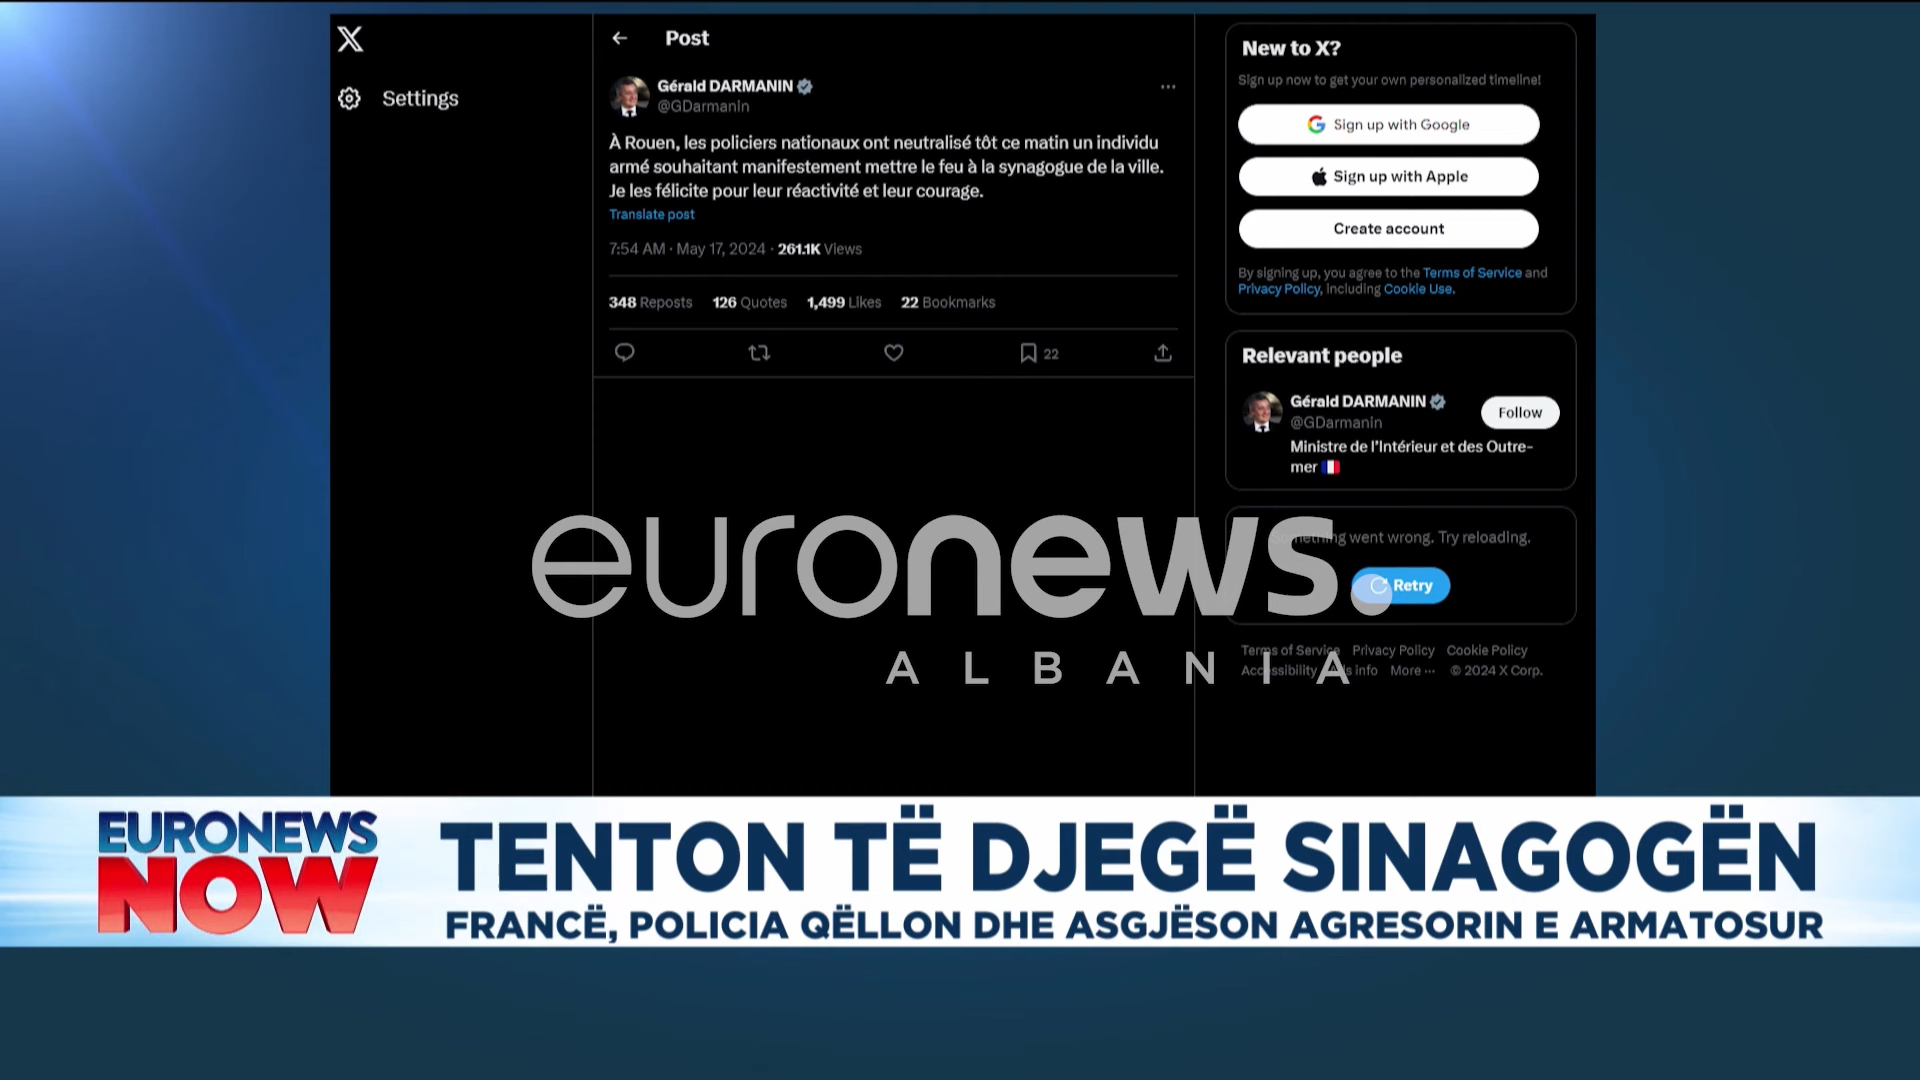 Settings
Post
Gérald DARMANIN
@GDarmanin
À Rouen, les policiers nationaux ont neutralisé tôt ce matin un individu
armé souhaitant manifestement mettre le feu à la synagogue de la ville.
Je les félicite pour leur réactivité et leur courage.
Translate post
7:54 AM · May 17, 2024 · 261.1K Views
348 Reposts 126 Quotes 1,499 Likes 22 Bookmarks
22
New to X?
Sign up now to get your own personalized timeline!
Sign up with Google
Sign up with Apple
Create account
By signing up, you agree to the Terms of Service and
Privacy Policy, including Cookie Use.
Relevant people
Gérald DARMANIN
@GDarmanin
Follow
Ministre de l'Intérieur et des Outre-
mer
Something went wrong. Try reloading.
Retry
Terms of Service Privacy Policy Cookie Policy
Accessibility Ads info More ··· © 2024 X Corp.
euronews.
ALBANIA
EURONEWS
NOW
TENTON TË DJEGË SINAGOGËN
FRANCË, POLICIA QËLLON DHE ASGJËSON AGRESORIN E ARMATOSUR